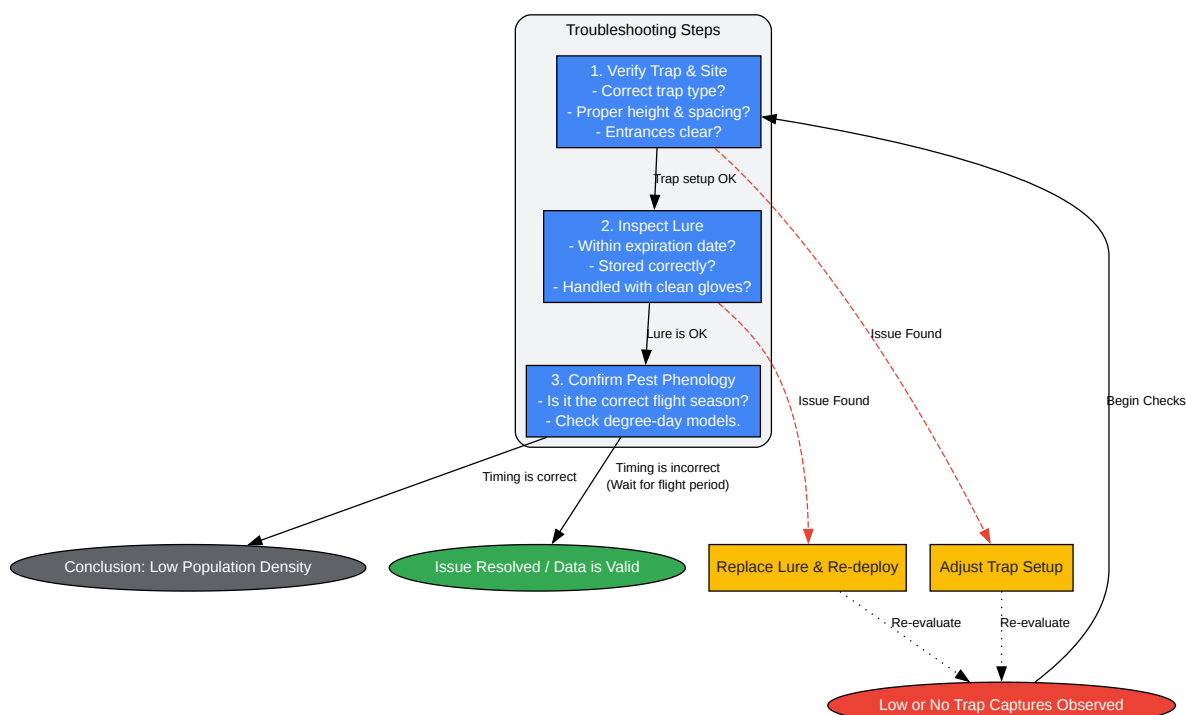 Troubleshooting Steps
1. Verify Trap & Site
- Correct trap type?
- Proper height & spacing?
- Entrances clear?
Trap setup OK
2. Inspect Lure
- Within expiration date?
- Stored correctly?
- Handled with clean gloves?
Lure is OK
Issue Found
3. Confirm Pest Phenology
- Is it the correct flight season?
- Check degree-day models.
Issue Found
Begin Checks
Timing is correct
Timing is incorrect
(Wait for flight period)
Conclusion: Low Population Density
Issue Resolved / Data is Valid
Replace Lure & Re-deploy
Adjust Trap Setup
Re-evaluate
Re-evaluate
Low or No Trap Captures Observed